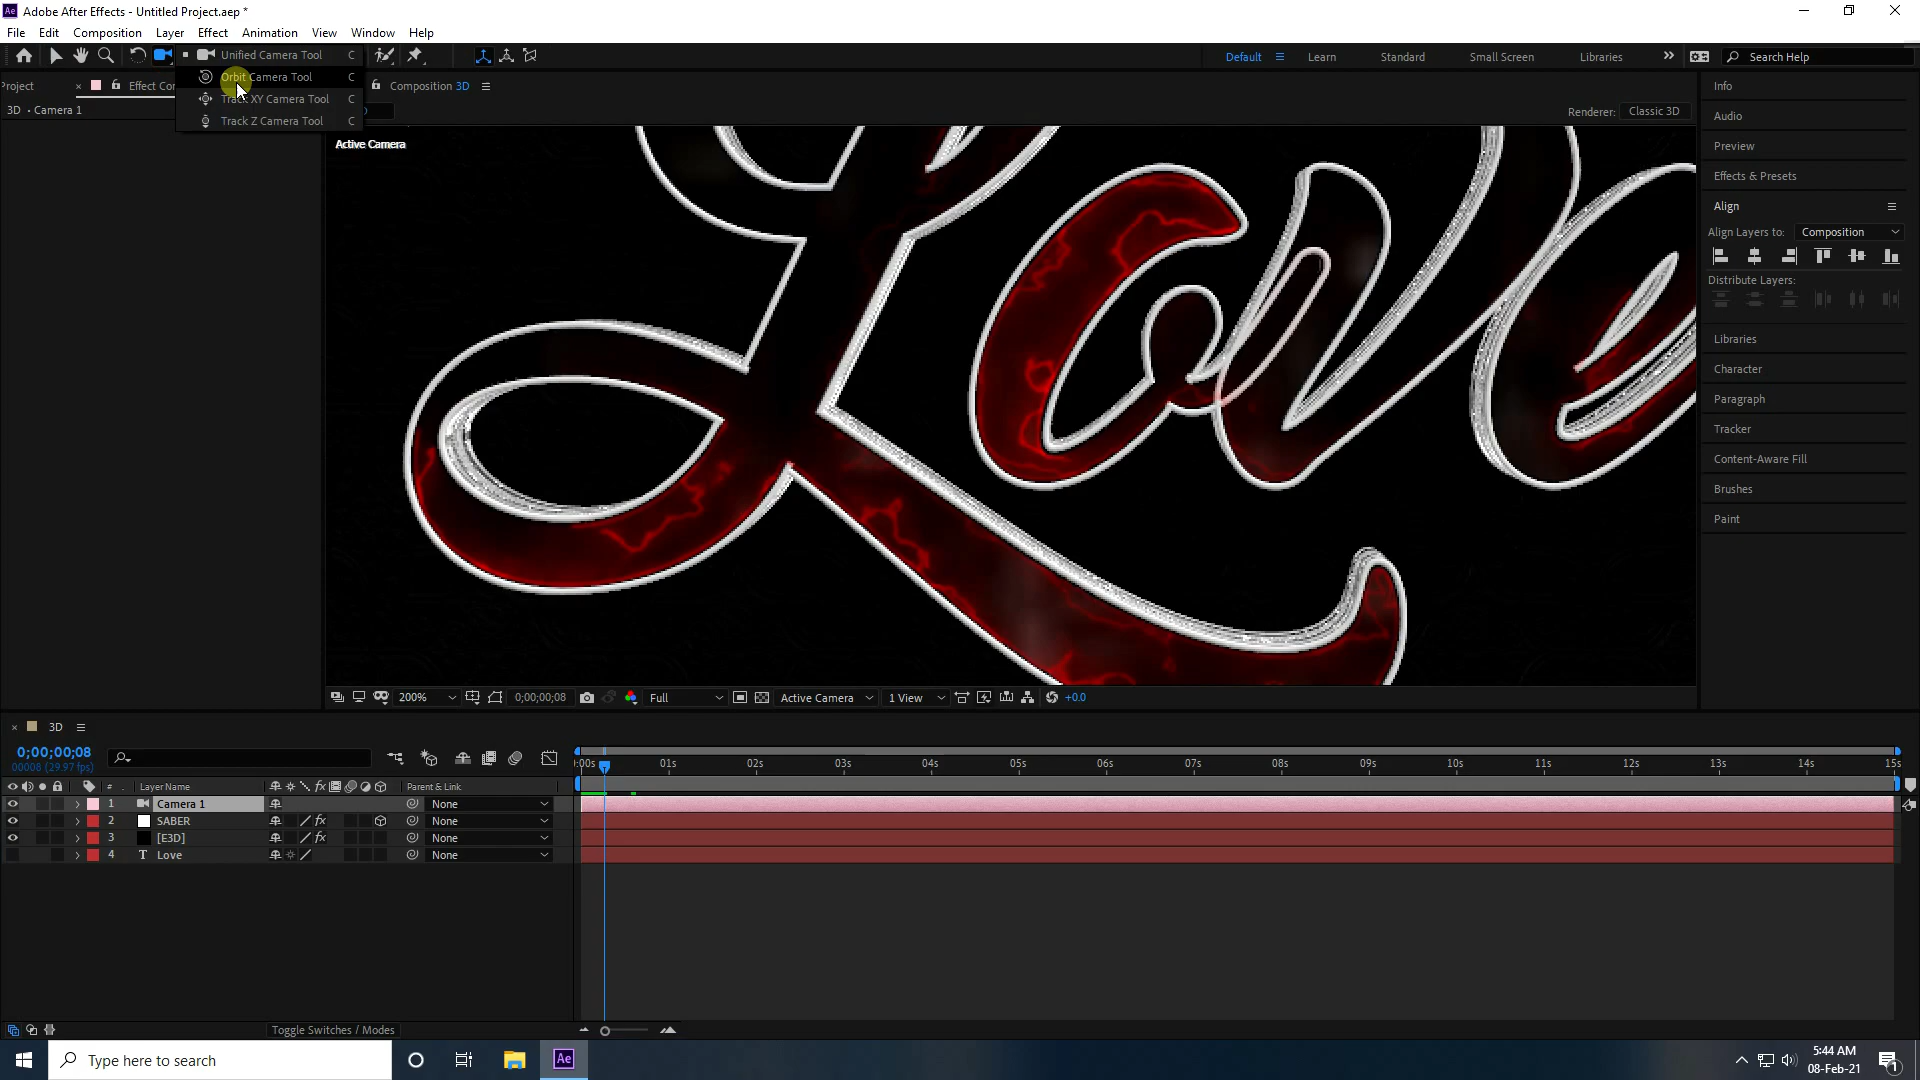 Adobe After Effects - Untitled Project.aep *
File Edit Composition Layer Effect Animation View Window Help
Default Learn Standard Small Screen Libraries Search Help
Unified Camera Tool C
Orbit Camera Tool C
Track XY Camera Tool C
Track Z Camera Tool C
Project Effect Con Composition 3D
3D • Camera 1
Renderer: Classic 3D
Active Camera
Love
Info
Audio
Preview
Effects & Presets
Align
Align Layers to: Composition
Distribute Layers:
Libraries
Character
Paragraph
Tracker
Content-Aware Fill
Brushes
Paint
200% 0;00;00;08 Full Active Camera 1 View +0.0
3D
0;00;00;08
00008 (29.97 fps)
:00s 01s 02s 03s 04s 05s 06s 07s 08s 09s 10s 11s 12s 13s 14s 15s
# Layer Name Parent & Link
1 Camera 1 None
2 SABER None
3 [E3D] None
4 T Love None
Toggle Switches / Modes
Type here to search
Ae
5:44 AM
08-Feb-21
1